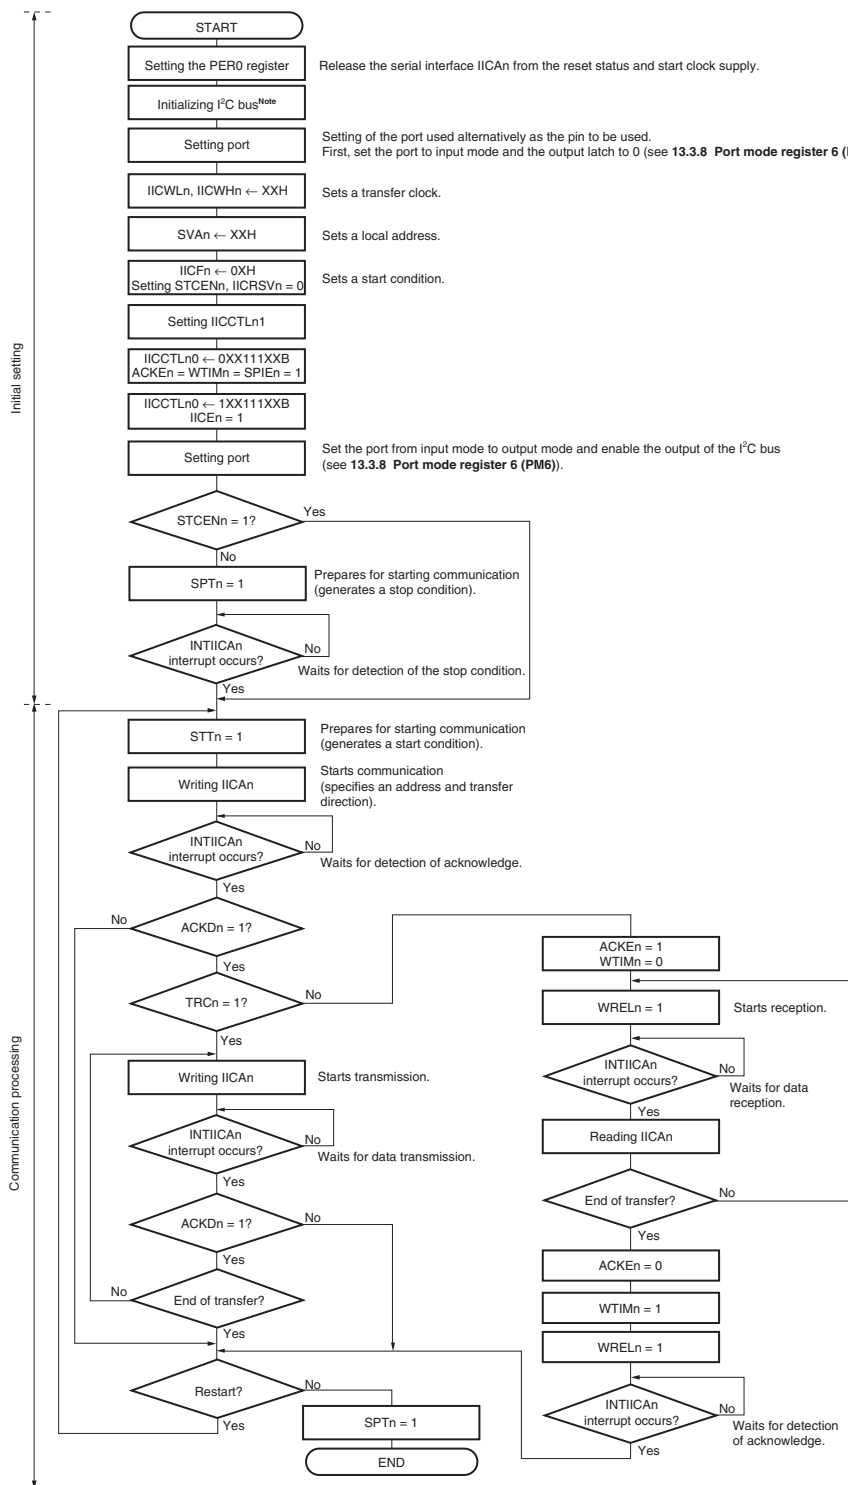 START
Setting the PER0 register
Release the serial interface IICAn from the reset status and start clock supply.
Initializing I²C bus^Note
Setting port
Setting of the port used alternatively as the pin to be used.
First, set the port to input mode and the output latch to 0 (see 13.3.8 Port mode register 6 (
IICWLn, IICWHn ← XXH
Sets a transfer clock.
SVAn ← XXH
Sets a local address.
IICFn ← 0XH
Setting STCENn, IICRSVn = 0
Sets a start condition.
Setting IICCTLn1
IICCTLn0 ← 0XX111XXB
ACKEn = WTIMn = SPIEn = 1
IICCTLn0 ← 1XX111XXB
IICEn = 1
Setting port
Set the port from input mode to output mode and enable the output of the I²C bus
(see 13.3.8 Port mode register 6 (PM6)).
Initial setting
STCENn = 1?
Yes
No
SPTn = 1
Prepares for starting communication
(generates a stop condition).
INTIICAn
interrupt occurs?
No
Waits for detection of the stop condition.
Yes
STTn = 1
Prepares for starting communication
(generates a start condition).
Writing IICAn
Starts communication
(specifies an address and transfer
direction).
INTIICAn
interrupt occurs?
No
Waits for detection of acknowledge.
Yes
No
ACKDn = 1?
Yes
TRCn = 1?
No
Yes
Writing IICAn
Starts transmission.
INTIICAn
interrupt occurs?
No
Waits for data transmission.
Yes
ACKDn = 1?
No
Yes
No
End of transfer?
Yes
Restart?
No
Yes
SPTn = 1
END
Communication processing
ACKEn = 1
WTIMn = 0
WRELn = 1
Starts reception.
INTIICAn
interrupt occurs?
No
Waits for data
reception.
Yes
Reading IICAn
End of transfer?
No
Yes
ACKEn = 0
WTIMn = 1
WRELn = 1
INTIICAn
interrupt occurs?
No
Waits for detection
of acknowledge.
Yes